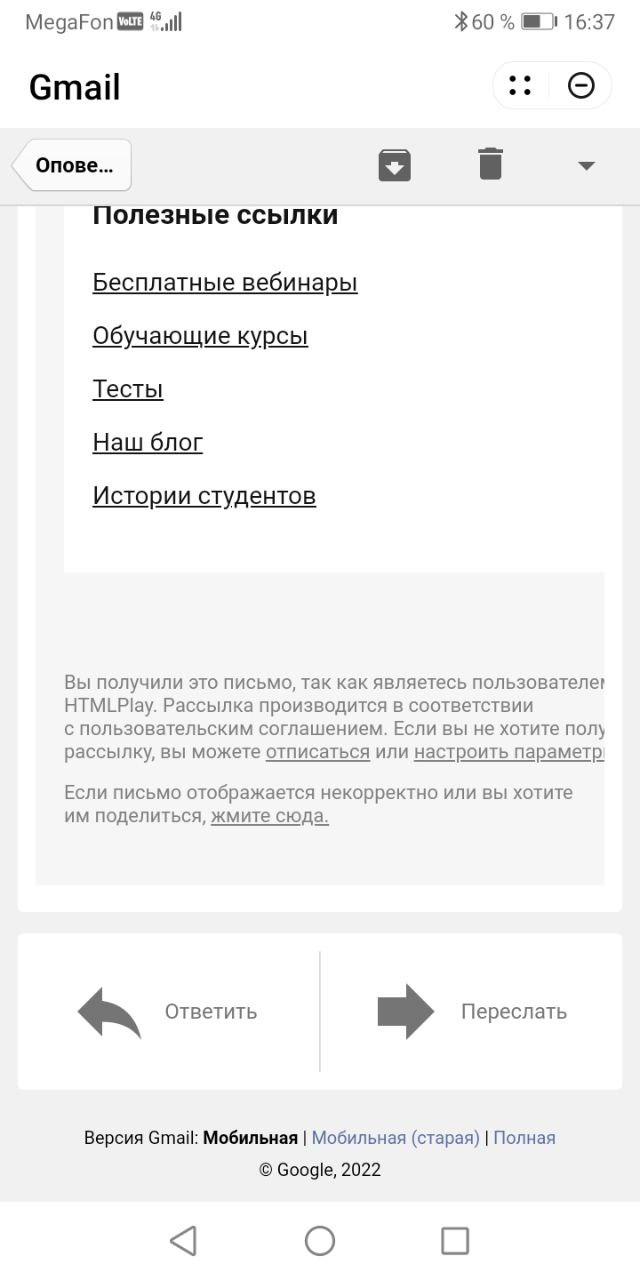 MegaFon VoLTE 4G 60 % 16:37
Gmail
Опове...
Полезные ссылки
Бесплатные вебинары
Обучающие курсы
Тесты
Наш блог
Истории студентов
Вы получили это письмо, так как являетесь пользователем
HTMLPlay. Рассылка производится в соответствии
с пользовательским соглашением. Если вы не хотите полу
рассылку, вы можете отписаться или настроить параметр
Если письмо отображается некорректно или вы хотите
им поделиться, жмите сюда.
Ответить
Переслать
Версия Gmail: Мобильная | Мобильная (старая) | Полная
© Google, 2022